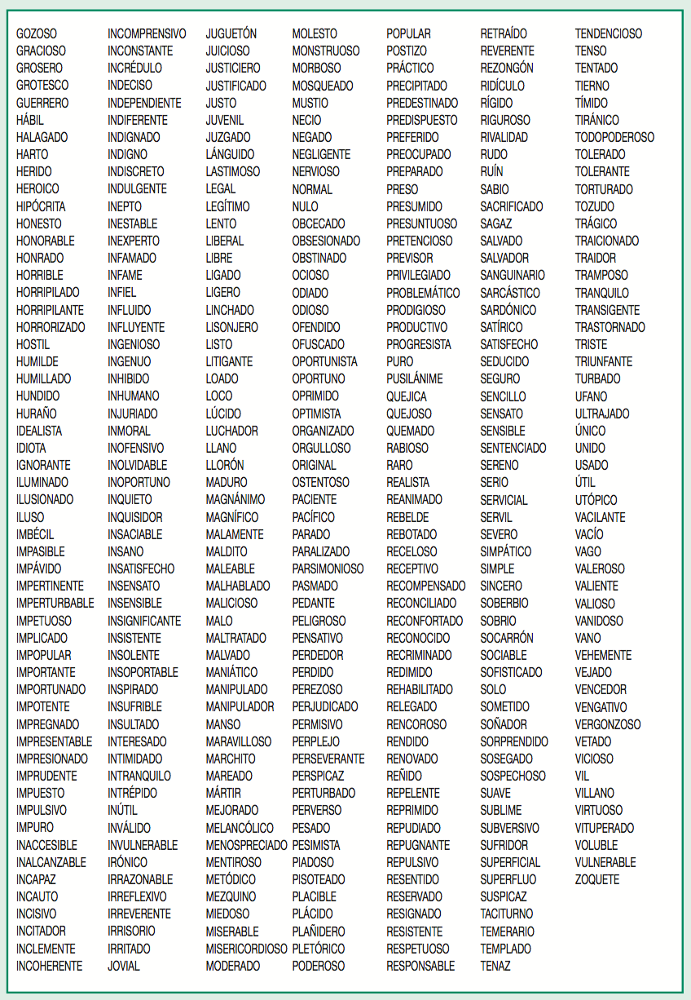 GOZOSO
GRACIOSO
GROSERO
GROTESCO
GUERRERO
HÁBIL
HALAGADO
HARTO
HERIDO
HEROICO
HIPÓCRITA
HONESTO
HONORABLE
HONRADO
HORRIBLE
HORRIPILADO
HORRIPILANTE
HORRORIZADO
HOSTIL
HUMILDE
HUMILLADO
HUNDIDO
HURAÑO
IDEALISTA
IDIOTA
IGNORANTE
ILUMINADO
ILUSIONADO
ILUSO
IMBÉCIL
IMPASIBLE
IMPÁVIDO
IMPERTINENTE
IMPERTURBABLE
IMPETUOSO
IMPLICADO
IMPOPULAR
IMPORTANTE
IMPORTUNADO
IMPOTENTE
IMPREGNADO
IMPRESENTABLE
IMPRESIONADO
IMPRUDENTE
IMPUESTO
IMPULSIVO
IMPURO
INACCESIBLE
INALCANZABLE
INCAPAZ
INCAUTO
INCISIVO
INCITADOR
INCLEMENTE
INCOHERENTE
INCOMPRENSIVO
INCONSTANTE
INCRÉDULO
INDECISO
INDEPENDIENTE
INDIFERENTE
INDIGNADO
INDIGNO
INDISCRETO
INDULGENTE
INEPTO
INESTABLE
INEXPERTO
INFAMADO
INFAME
INFIEL
INFLUIDO
INFLUYENTE
INGENIOSO
INGENUO
INHIBIDO
INHUMANO
INJURIADO
INMORAL
INOFENSIVO
INOLVIDABLE
INOPORTUNO
INQUIETO
INQUISIDOR
INSACIABLE
INSANO
INSATISFECHO
INSENSATO
INSENSIBLE
INSIGNIFICANTE
INSISTENTE
INSOLENTE
INSOPORTABLE
INSPIRADO
INSUFRIBLE
INSULTADO
INTERESADO
INTIMIDADO
INTRANQUILO
INTRÉPIDO
INÚTIL
INVÁLIDO
INVULNERABLE
IRÓNICO
IRRAZONABLE
IRREFLEXIVO
IRREVERENTE
IRRISORIO
IRRITADO
JOVIAL
JUGUETÓN
JUICIOSO
JUSTICIERO
JUSTIFICADO
JUSTO
JUVENIL
JUZGADO
LÁNGUIDO
LASTIMOSO
LEGAL
LEGÍTIMO
LENTO
LIBERAL
LIBRE
LIGADO
LIGERO
LINCHADO
LISONJERO
LISTO
LITIGANTE
LOADO
LOCO
LÚCIDO
LUCHADOR
LLANO
LLORÓN
MADURO
MAGNÁNIMO
MAGNÍFICO
MALAMENTE
MALDITO
MALEABLE
MALHABLADO
MALICIOSO
MALO
MALTRATADO
MALVADO
MANIÁTICO
MANIPULADO
MANIPULADOR
MANSO
MARAVILLOSO
MARCHITO
MAREADO
MÁRTIR
MEJORADO
MELANCÓLICO
MENOSPRECIADO
MENTIROSO
METÓDICO
MEZQUINO
MIEDOSO
MISERABLE
MISERICORDIOSO
MODERADO
MOLESTO
MONSTRUOSO
MORBOSO
MOSQUEADO
MUSTIO
NECIO
NEGADO
NEGLIGENTE
NERVIOSO
NORMAL
NULO
OBCECADO
OBSESIONADO
OBSTINADO
OCIOSO
ODIADO
ODIOSO
OFENDIDO
OFUSCADO
OPORTUNISTA
OPORTUNO
OPRIMIDO
OPTIMISTA
ORGANIZADO
ORGULLOSO
ORIGINAL
OSTENTOSO
PACIENTE
PACÍFICO
PARADO
PARALIZADO
PARSIMONIOSO
PASMADO
PEDANTE
PELIGROSO
PENSATIVO
PERDEDOR
PERDIDO
PEREZOSO
PERJUDICADO
PERMISIVO
PERPLEJO
PERSEVERANTE
PERSPICAZ
PERTURBADO
PERVERSO
PESADO
PESIMISTA
PIADOSO
PISOTEADO
PLACIBLE
PLÁCIDO
PLAÑIDERO
PLETÓRICO
PODEROSO
POPULAR
POSTIZO
PRÁCTICO
PRECIPITADO
PREDESTINADO
PREDISPUESTO
PREFERIDO
PREOCUPADO
PREPARADO
PRESO
PRESUMIDO
PRESUNTUOSO
PRETENCIOSO
PREVISOR
PRIVILEGIADO
PROBLEMÁTICO
PRODIGIOSO
PRODUCTIVO
PROGRESISTA
PURO
PUSILÁNIME
QUEJICA
QUEJOSO
QUEMADO
RABIOSO
RARO
REALISTA
REANIMADO
REBELDE
REBOTADO
RECELOSO
RECEPTIVO
RECOMPENSADO
RECONCILIADO
RECONFORTADO
RECONOCIDO
RECRIMINADO
REDIMIDO
REHABILITADO
RELEGADO
RENCOROSO
RENDIDO
RENOVADO
REÑIDO
REPELENTE
REPRIMIDO
REPUDIADO
REPUGNANTE
REPULSIVO
RESENTIDO
RESERVADO
RESIGNADO
RESISTENTE
RESPETUOSO
RESPONSABLE
RETRAÍDO
REVERENTE
REZONGÓN
RIDÍCULO
RÍGIDO
RIGUROSO
RIVALIDAD
RUDO
RUÍN
SABIO
SACRIFICADO
SAGAZ
SALVADO
SALVADOR
SANGUINARIO
SARCÁSTICO
SARDÓNICO
SATÍRICO
SATISFECHO
SEDUCIDO
SEGURO
SENCILLO
SENSATO
SENSIBLE
SENTENCIADO
SERENO
SERIO
SERVICIAL
SERVIL
SEVERO
SIMPÁTICO
SIMPLE
SINCERO
SOBERBIO
SOBRIO
SOCARRÓN
SOCIABLE
SOFISTICADO
SOLO
SOMETIDO
SOÑADOR
SORPRENDIDO
SOSEGADO
SOSPECHOSO
SUAVE
SUBLIME
SUBVERSIVO
SUFRIDOR
SUPERFICIAL
SUPERFLUO
SUSPICAZ
TACITURNO
TEMERARIO
TEMPLADO
TENAZ
TENDENCIOSO
TENSO
TENTADO
TIERNO
TÍMIDO
TIRÁNICO
TODOPODEROSO
TOLERADO
TOLERANTE
TORTURADO
TOZUDO
TRÁGICO
TRAICIONADO
TRAIDOR
TRAMPOSO
TRANQUILO
TRANSIGENTE
TRASTORNADO
TRISTE
TRIUNFANTE
TURBADO
UFANO
ULTRAJADO
ÚNICO
UNIDO
USADO
ÚTIL
UTÓPICO
VACILANTE
VACÍO
VAGO
VALEROSO
VALIENTE
VALIOSO
VANIDOSO
VANO
VEHEMENTE
VEJADO
VENCEDOR
VENGATIVO
VERGONZOSO
VETADO
VICIOSO
VIL
VILLANO
VIRTUOSO
VITUPERADO
VOLUBLE
VULNERABLE
ZOQUETE